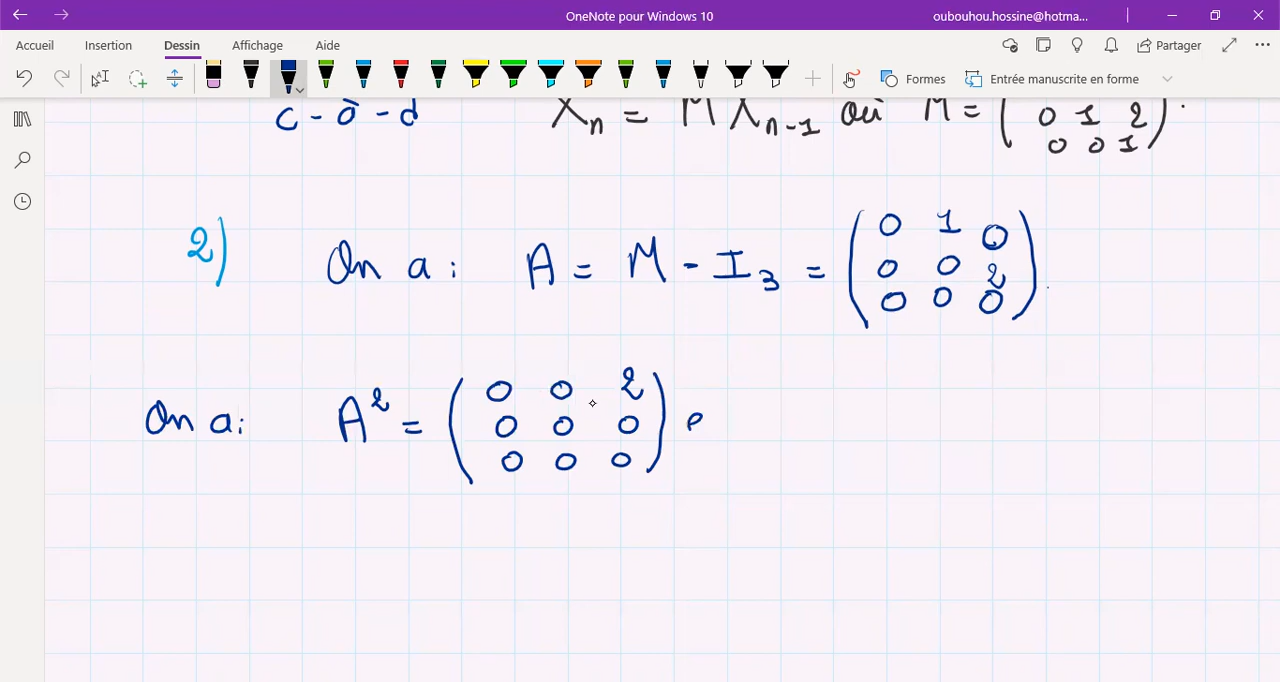 OneNote pour Windows 10
oubouhou.hossine@hotma...
Accueil Insertion Dessin Affichage Aide
Partager
Formes
Entrée manuscrite en forme
c-à-d Xn = M Xn-1 où M = ( 0 1 2
0 0 1 ) .
2) On a : A = M - I3 = ( 0 1 0
0 0 2
0 0 0 ) .
On a : A² = ( 0 0 2
0 0 0
0 0 0 ) e